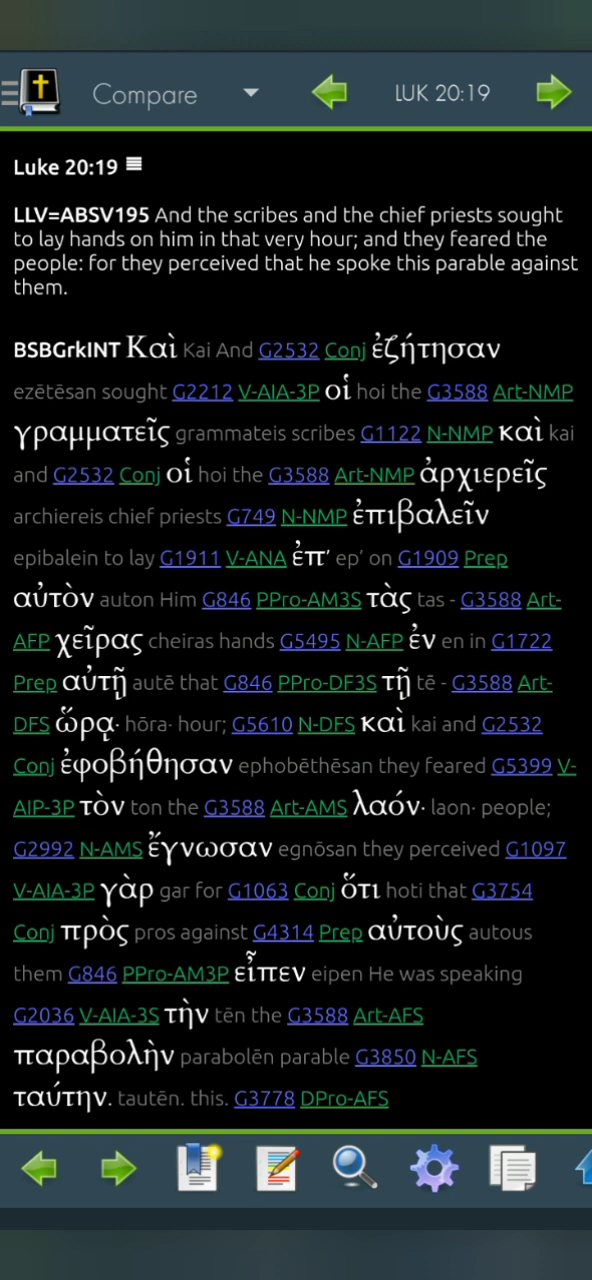 Compare
LUK 20:19
Luke 20:19
LLV=ABSV195 And the scribes and the chief priests sought
to lay hands on him in that very hour; and they feared the
people: for they perceived that he spoke this parable against
them.
BSBGrkINT Καὶ Kai And G2532 Conj ἐζήτησαν
ezētēsan sought G2212 V-AIA-3P οἱ hoi the G3588 Art-NMP
γραμματεῖς grammateis scribes G1122 N-NMP καὶ kai
and G2532 Conj οἱ hoi the G3588 Art-NMP ἀρχιερεῖς
archiereis chief priests G749 N-NMP ἐπιβαλεῖν
epibalein to lay G1911 V-ANA ἐπ’ ep’ on G1909 Prep
αὐτὸν auton Him G846 PPro-AM3S τὰς tas - G3588 Art-
AFP χεῖρας cheiras hands G5495 N-AFP ἐν en in G1722
Prep αὐτῇ autē that G846 PPro-DF3S τῇ tē - G3588 Art-
DFS ὥρᾳ· hōra· hour; G5610 N-DFS καὶ kai and G2532
Conj ἐφοβήθησαν ephobēthēsan they feared G5399 V-
AIP-3P τὸν ton the G3588 Art-AMS λαόν· laon· people;
G2992 N-AMS ἔγνωσαν egnōsan they perceived G1097
V-AIA-3P γὰρ gar for G1063 Conj ὅτι hoti that G3754
Conj πρὸς pros against G4314 Prep αὐτοὺς autous
them G846 PPro-AM3P εἶπεν eipen He was speaking
G2036 V-AIA-3S τὴν tēn the G3588 Art-AFS
παραβολὴν parabolēn parable G3850 N-AFS
ταύτην. tautēn. this. G3778 DPro-AFS